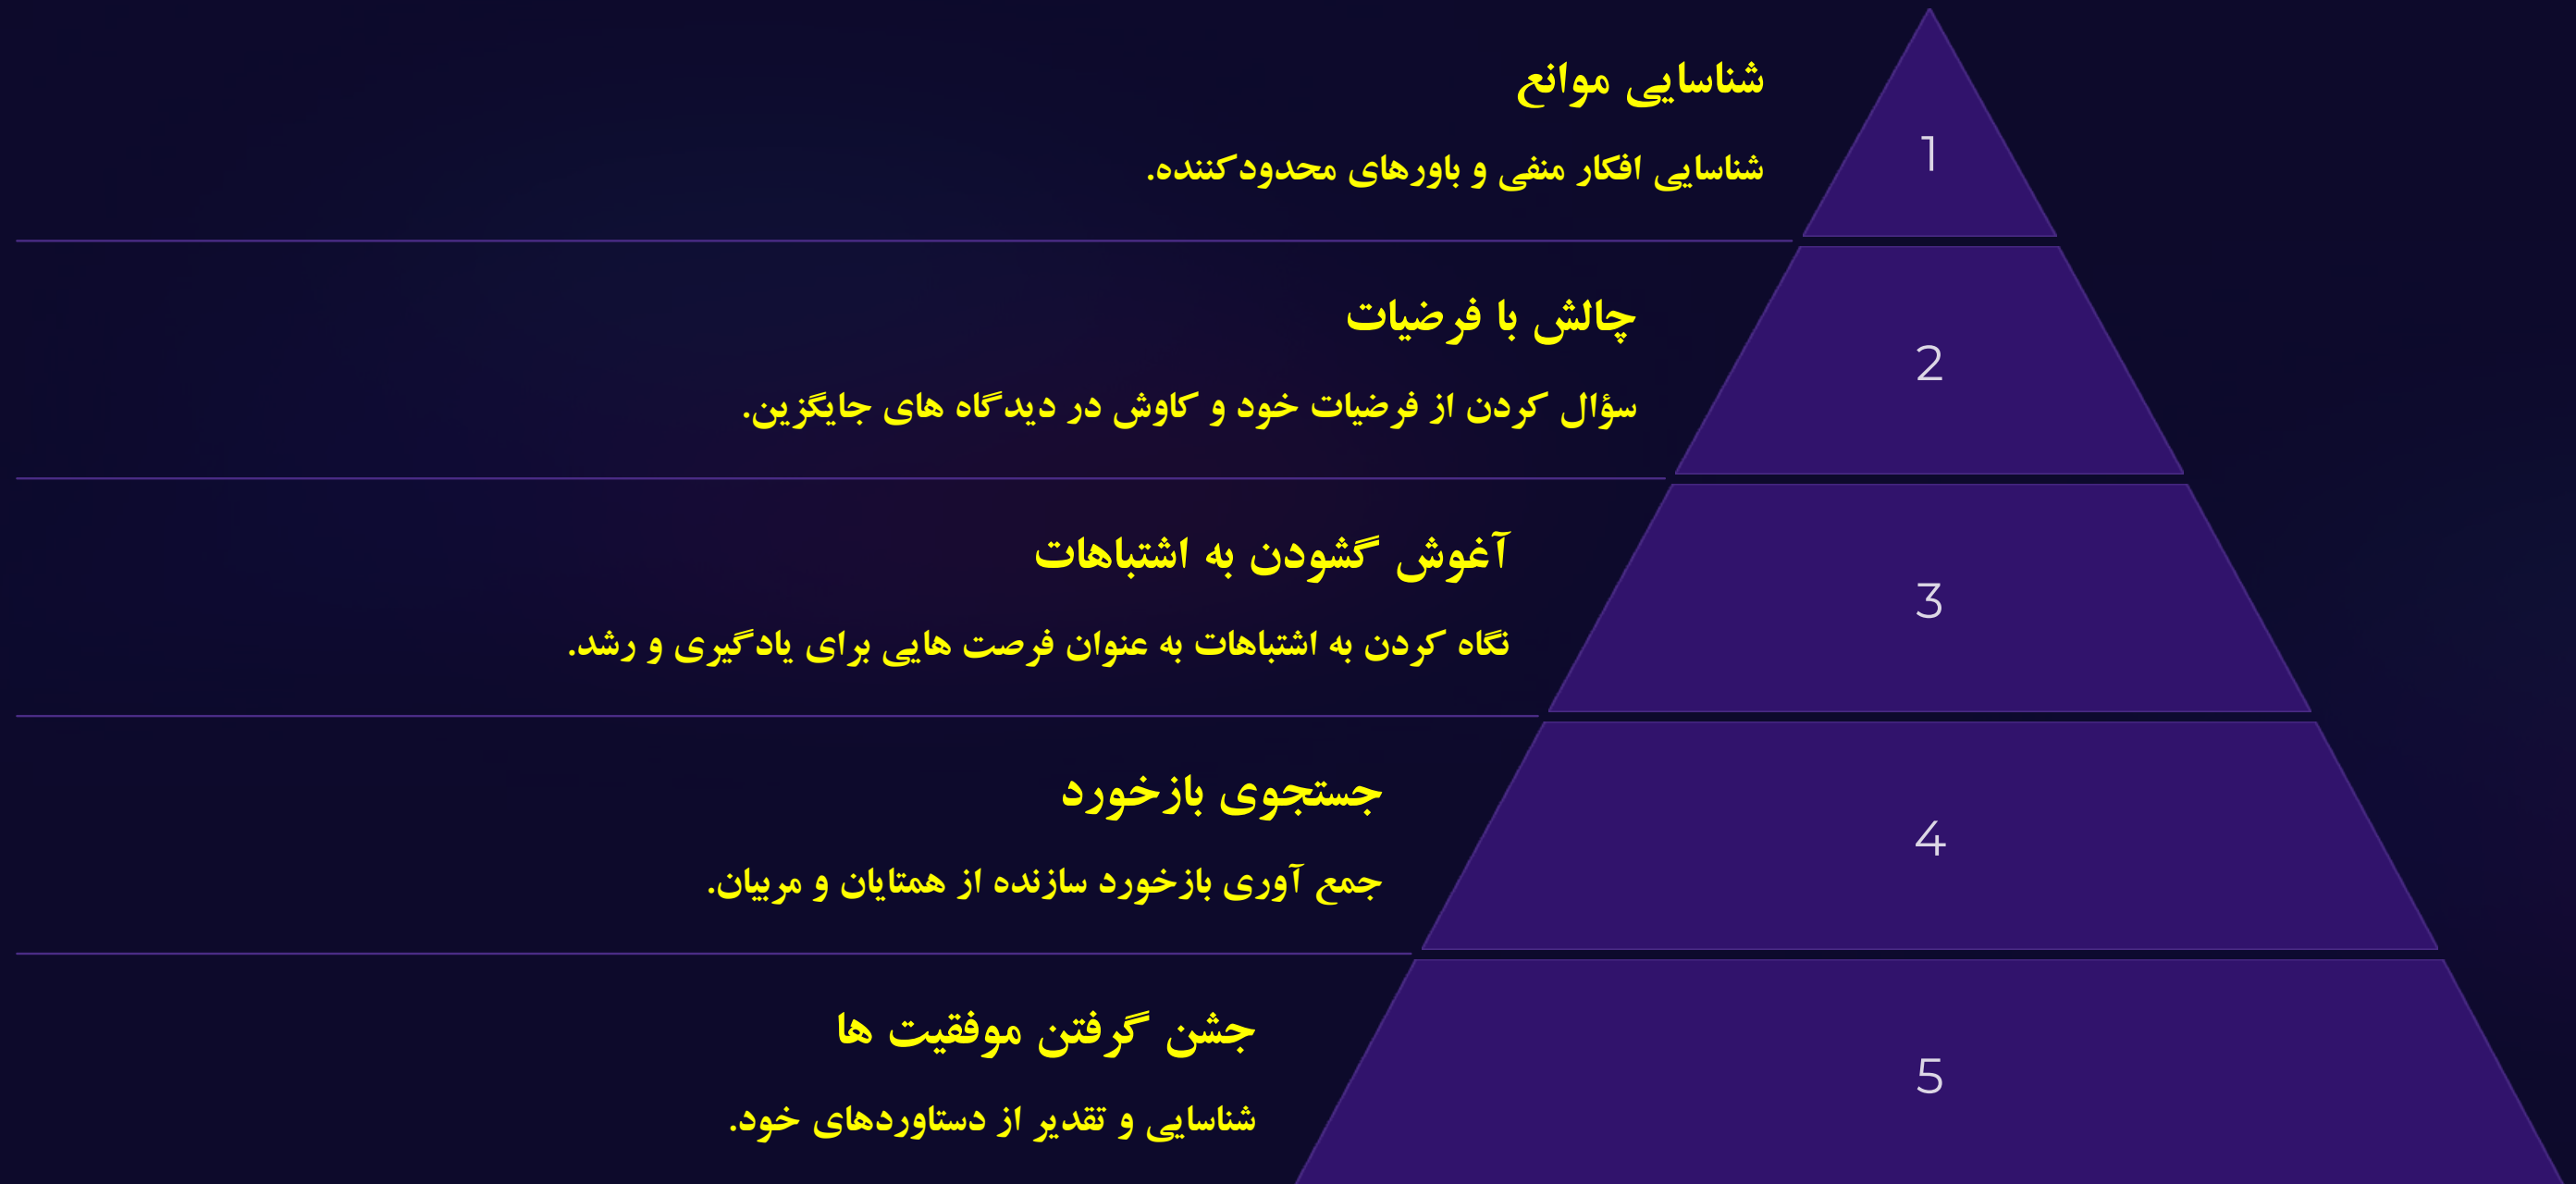 شناسایی موانع
شناسایی افکار منفی و باورهای محدودکننده.
1
چالش با فرضیات
سؤال کردن از فرضیات خود و کاوش در دیدگاه های جایگزین.
2
آغوش گشودن به اشتباهات
نگاه کردن به اشتباهات به عنوان فرصت هایی برای یادگیری و رشد.
3
جستجوی بازخورد
جمع آوری بازخورد سازنده از همتایان و مربیان.
4
جشن گرفتن موفقیت ها
شناسایی و تقدیر از دستاوردهای خود.
5